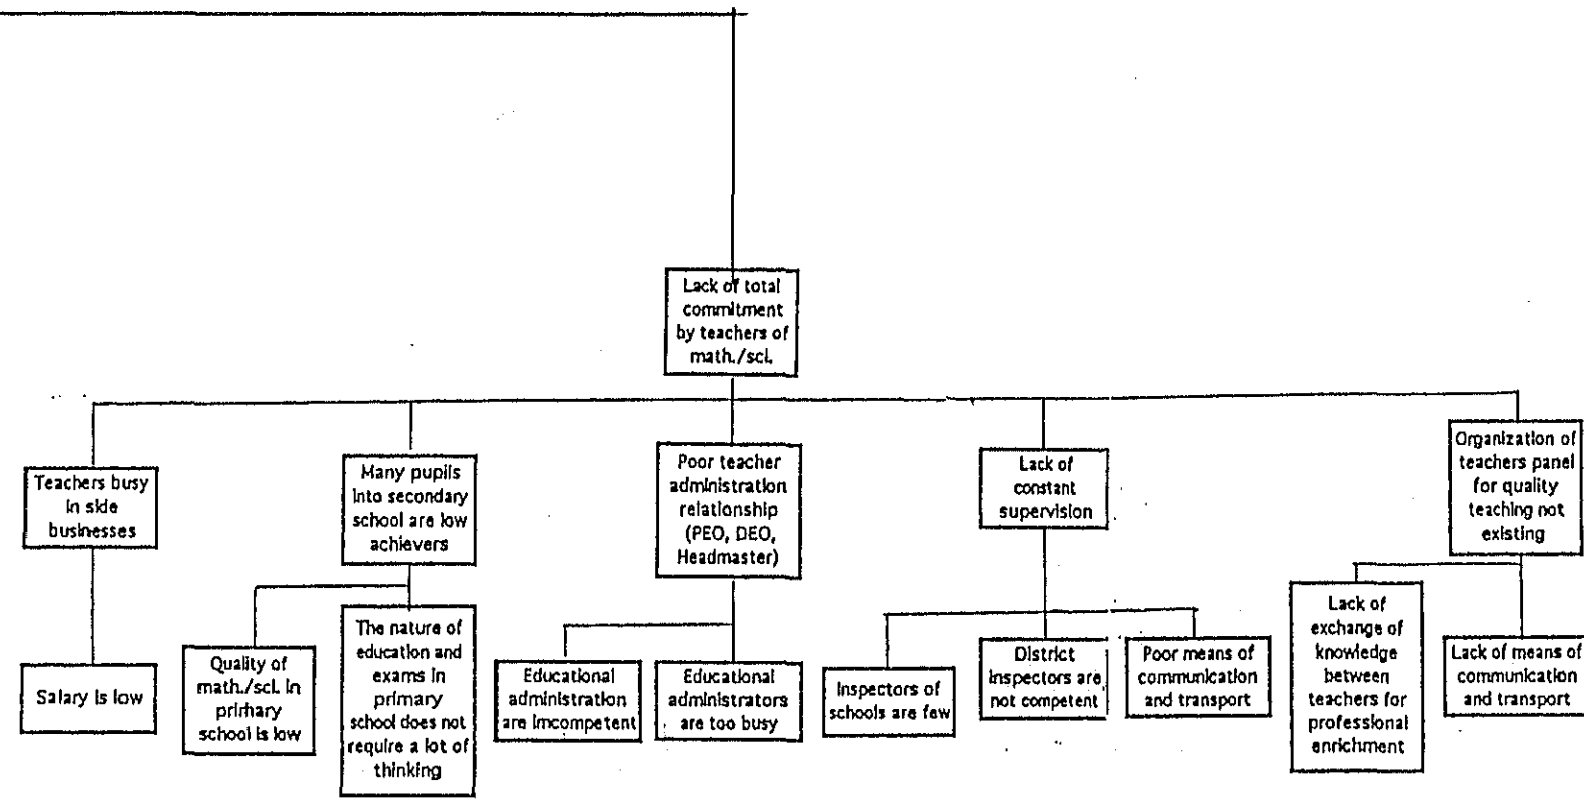 Lack of total
commitment
by teachers of
math./sci.
Teachers busy
in side
businesses
Many pupils
into secondary
school are low
achievers
Poor teacher
administration
relationship
(PEO, DEO,
Headmaster)
Lack of
constant
supervision
Organization of
teachers panel
for quality
teaching not
existing
Salary is low
Quality of
math./sci. in
primary
school is low
The nature of
education and
exams in
primary
school does not
require a lot of
thinking
Educational
administration
are imcompetent
Educational
administrators
are too busy
Inspectors of
schools are few
District
inspectors are
not competent
Poor means of
communication
and transport
Lack of
exchange of
knowledge
between
teachers for
professional
enrichment
Lack of means of
communication
and transport